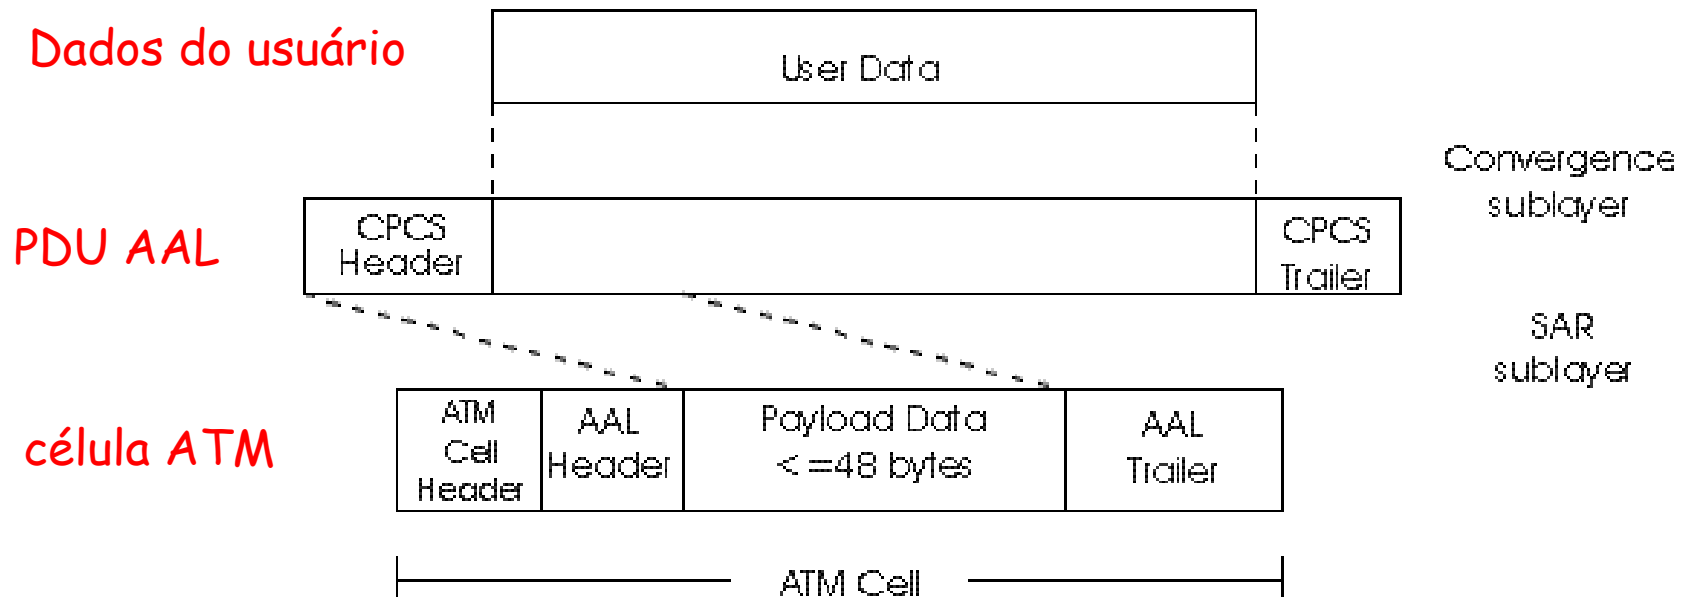 Dados do usuário
User Data
Convergence
sublayer
PDU AAL
CPCS
Header
CPCS
Trailer
SAR
sublayer
célula ATM
ATM
Cell
Header
AAL
Header
Payload Data
<=48 bytes
AAL
Trailer
ATM Cell